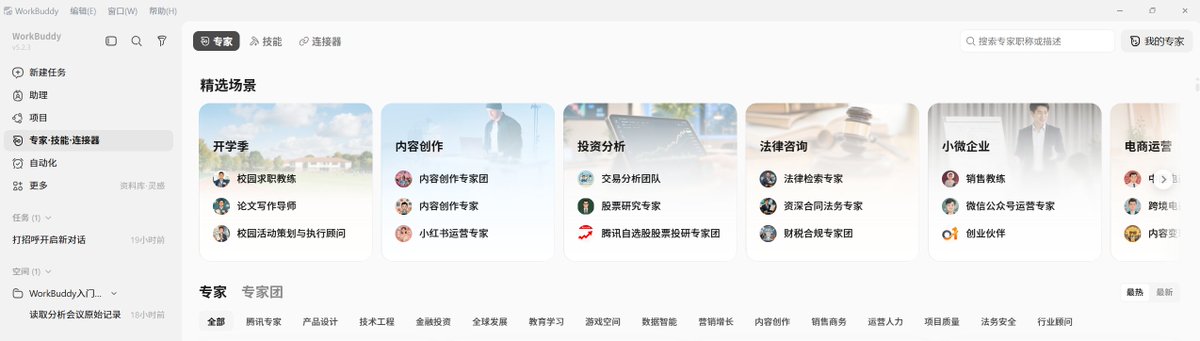 WorkBuddy 编辑(E) 窗口(W) 帮助(H)
WorkBuddy
v5.2.3
新建任务
助理
项目
专家·技能·连接器
自动化
更多 资料库·灵感
任务 (1)
打招呼开启新对话 19小时前
空间 (1)
WorkBuddy入门...
读取分析会议原始记录 18小时前
专家 技能 连接器 搜索专家职称或描述 我的专家
精选场景
开学季
校园求职教练
论文写作导师
校园活动策划与执行顾问
内容创作
内容创作专家团
内容创作专家
小红书运营专家
投资分析
交易分析团队
股票研究专家
腾讯自选股股票投研专家团
法律咨询
法律检索专家
资深合同法务专家
财税合规专家团
小微企业
销售教练
微信公众号运营专家
创业伙伴
电商运营
跨境电
内容变
专家 专家团 最热 最新
全部 腾讯专家 产品设计 技术工程 金融投资 全球发展 教育学习 游戏空间 数据智能 营销增长 内容创作 销售商务 运营人力 项目质量 法务安全 行业顾问